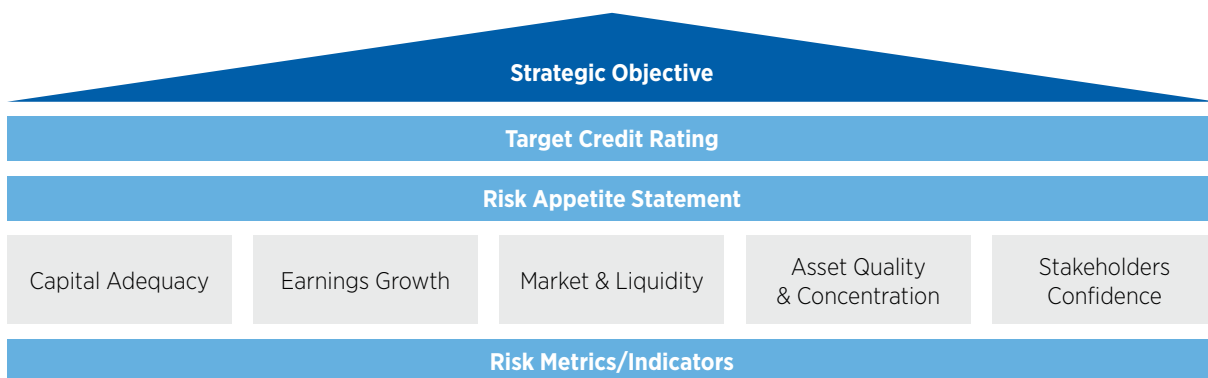 Strategic Objective
Target Credit Rating
Risk Appetite Statement
Capital Adequacy
Earnings Growth
Market & Liquidity
Asset Quality
& Concentration
Stakeholders
Confidence
Risk Metrics/Indicators